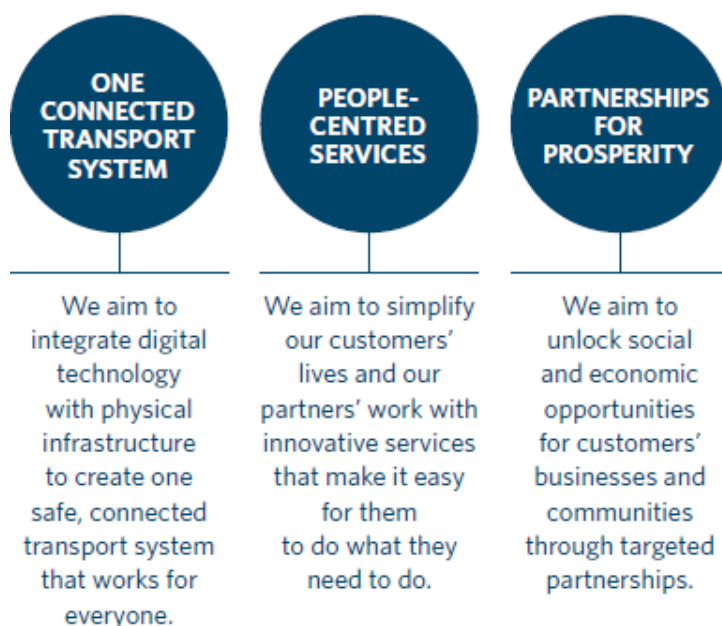 ONE
CONNECTED
TRANSPORT
SYSTEM
We aim to
integrate digital
technology
with physical
infrastructure
to create one
safe, connected
transport system
that works for
everyone.
PEOPLE-
CENTRED
SERVICES
We aim to simplify
our customers’
lives and our
partners’ work with
innovative services
that make it easy
for them
to do what they
need to do.
PARTNERSHIPS
FOR
PROSPERITY
We aim to
unlock social
and economic
opportunities
for customers’
businesses and
communities
through targeted
partnerships.